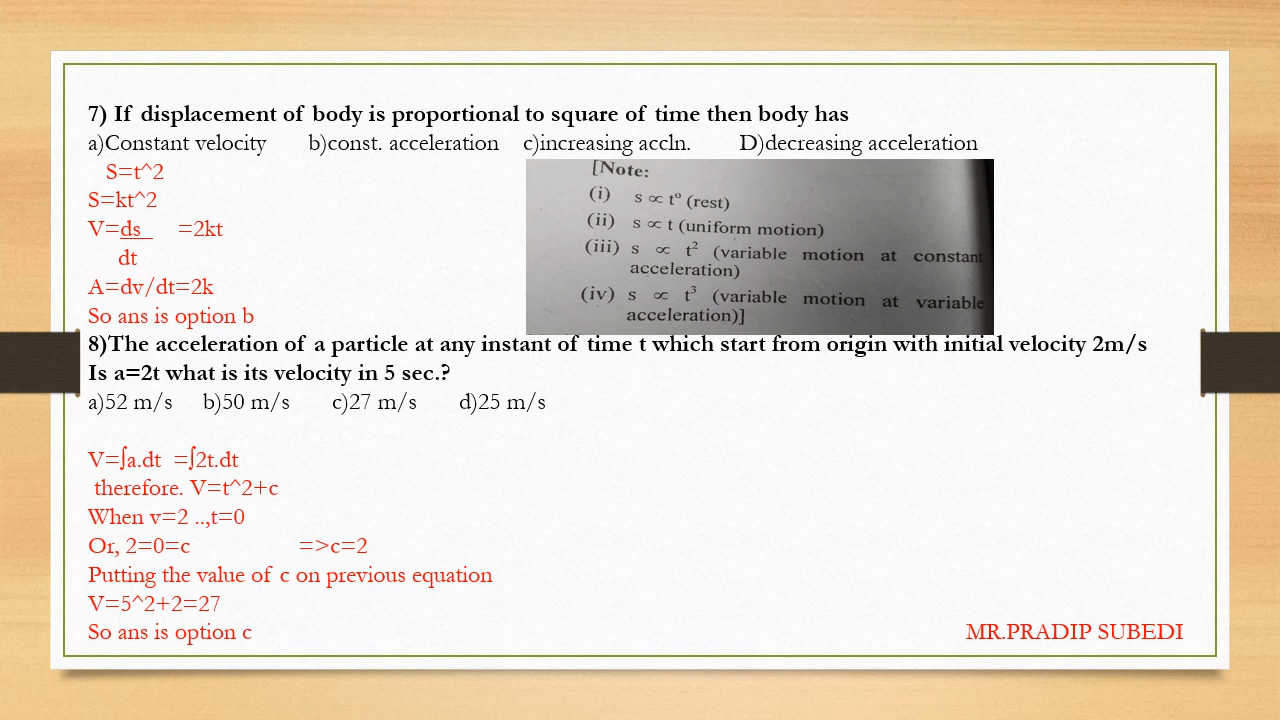 7) If displacement of body is proportional to square of time then body has
a)Constant velocity b)const. acceleration c)increasing accln. D)decreasing acceleration
S=t^2
S=kt^2
V=ds =2kt
dt
A=dv/dt=2k
So ans is option b
[Note:
(i) s ∝ t° (rest)
(ii) s ∝ t (uniform motion)
(iii) s ∝ t² (variable motion at constant
acceleration)
(iv) s ∝ t³ (variable motion at variable
acceleration)]
8)The acceleration of a particle at any instant of time t which start from origin with initial velocity 2m/s
Is a=2t what is its velocity in 5 sec.?
a)52 m/s b)50 m/s c)27 m/s d)25 m/s
V=∫a.dt =∫2t.dt
therefore. V=t^2+c
When v=2 ..,t=0
Or, 2=0=c =>c=2
Putting the value of c on previous equation
V=5^2+2=27
So ans is option c
MR.PRADIP SUBEDI